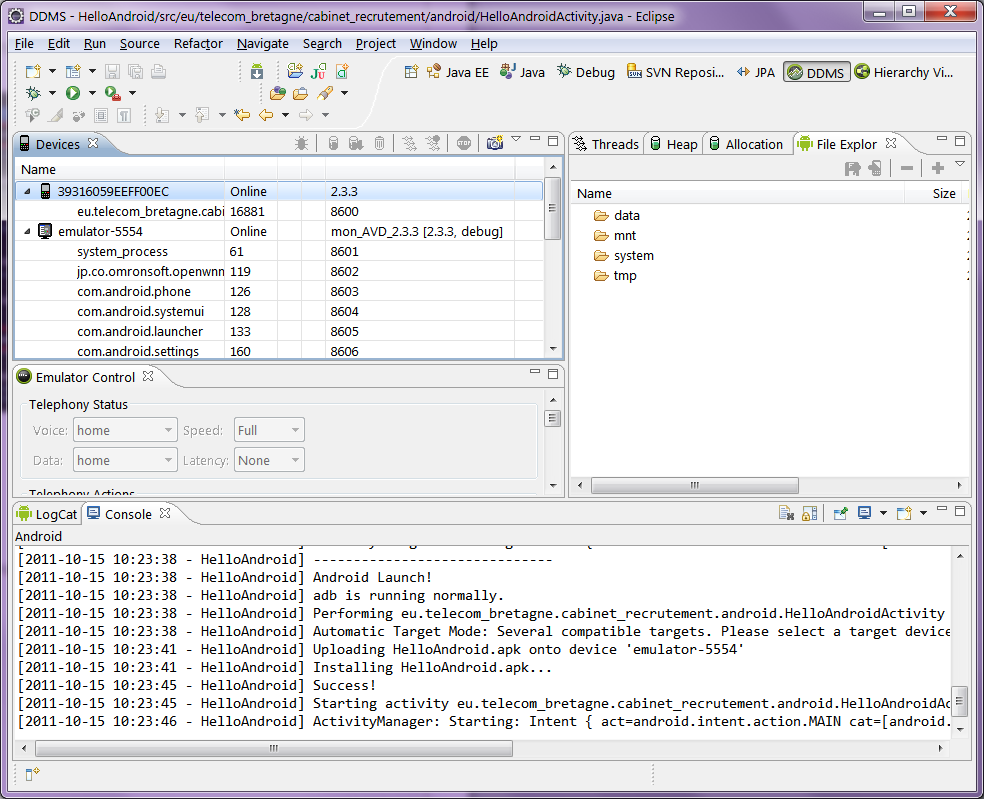 DDMS - HelloAndroid/src/eu/telecom_bretagne/cabinet_recrutement/android/HelloAndroidActivity.java - Eclipse
File Edit Run Source Refactor Navigate Search Project Window Help
Java EE Java Debug SVN Reposi... JPA DDMS Hierarchy Vi...
Devices
Name
39316059EEFF00EC Online 2.3.3
eu.telecom_bretagne.cabi 16881 8600
emulator-5554 Online mon_AVD_2.3.3 [2.3.3, debug]
system_process 61 8601
jp.co.omronsoft.openwnn 119 8602
com.android.phone 126 8603
com.android.systemui 128 8604
com.android.launcher 133 8605
com.android.settings 160 8606
Threads Heap Allocation File Explor
Name Size
data
mnt
system
tmp
Emulator Control
Telephony Status
Voice: home Speed: Full
Data: home Latency: None
Telephony Actions
LogCat Console
Android
[2011-10-15 10:23:38 - HelloAndroid] ------------------------------
[2011-10-15 10:23:38 - HelloAndroid] Android Launch!
[2011-10-15 10:23:38 - HelloAndroid] adb is running normally.
[2011-10-15 10:23:38 - HelloAndroid] Performing eu.telecom_bretagne.cabinet_recrutement.android.HelloAndroidActivity
[2011-10-15 10:23:38 - HelloAndroid] Automatic Target Mode: Several compatible targets. Please select a target device
[2011-10-15 10:23:41 - HelloAndroid] Uploading HelloAndroid.apk onto device 'emulator-5554'
[2011-10-15 10:23:41 - HelloAndroid] Installing HelloAndroid.apk...
[2011-10-15 10:23:45 - HelloAndroid] Success!
[2011-10-15 10:23:45 - HelloAndroid] Starting activity eu.telecom_bretagne.cabinet_recrutement.android.HelloAndroidAc
[2011-10-15 10:23:46 - HelloAndroid] ActivityManager: Starting: Intent { act=android.intent.action.MAIN cat=[android.